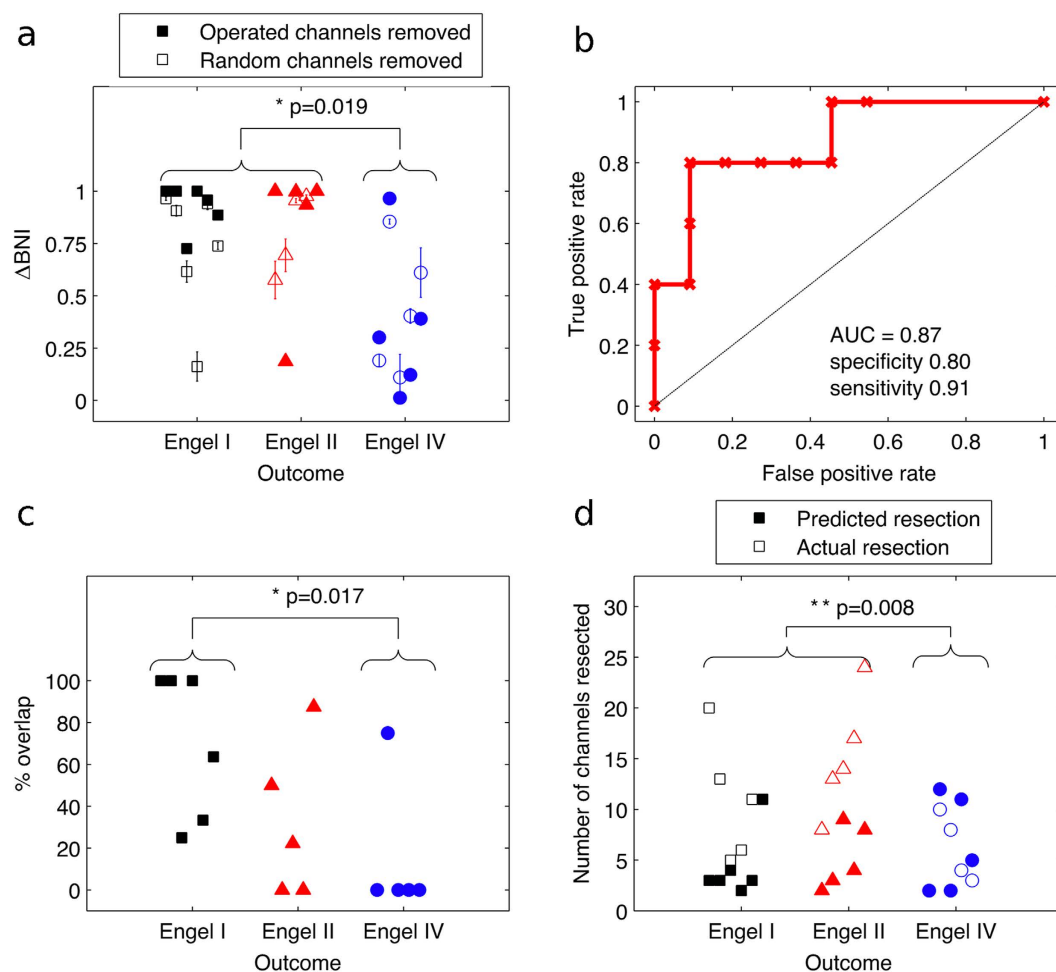 a
Operated channels removed
Random channels removed
* p=0.019
1
0.75
0.5
0.25
0
ΔBNI
Engel I Engel II Engel IV
Outcome
b
1
0.8
0.6
0.4
0.2
0
True positive rate
AUC = 0.87
specificity 0.80
sensitivity 0.91
0 0.2 0.4 0.6 0.8 1
False positive rate
c
* p=0.017
100
80
60
40
20
0
% overlap
Engel I Engel II Engel IV
Outcome
d
Predicted resection
Actual resection
** p=0.008
30
25
20
15
10
5
0
Number of channels resected
Engel I Engel II Engel IV
Outcome